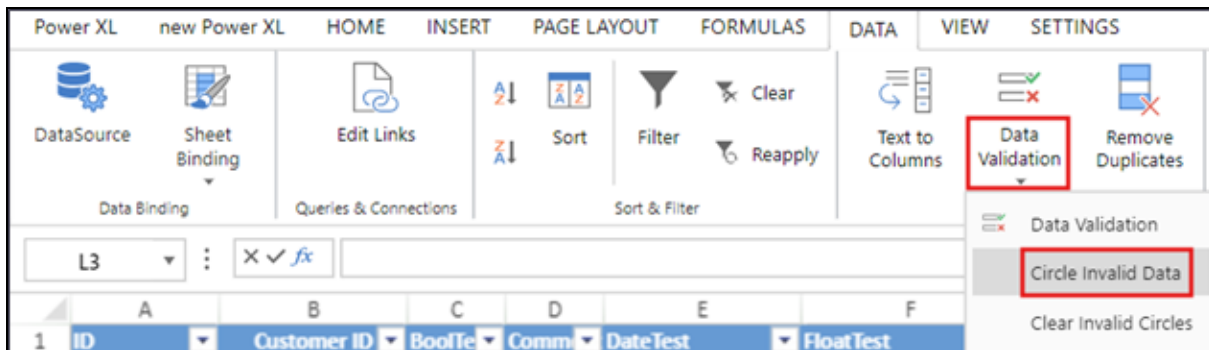 Power XL new Power XL HOME INSERT PAGE LAYOUT FORMULAS DATA VIEW SETTINGS
DataSource
Sheet
Binding
Data Binding
Edit Links
Queries & Connections
Sort
Filter
Clear
Reapply
Sort & Filter
Text to
Columns
Data
Validation
Remove
Duplicates
Data Validation
Circle Invalid Data
Clear Invalid Circles
L3 fx
A B C D E F
1 ID Customer ID BoolTe Commi DateTest FloatTest